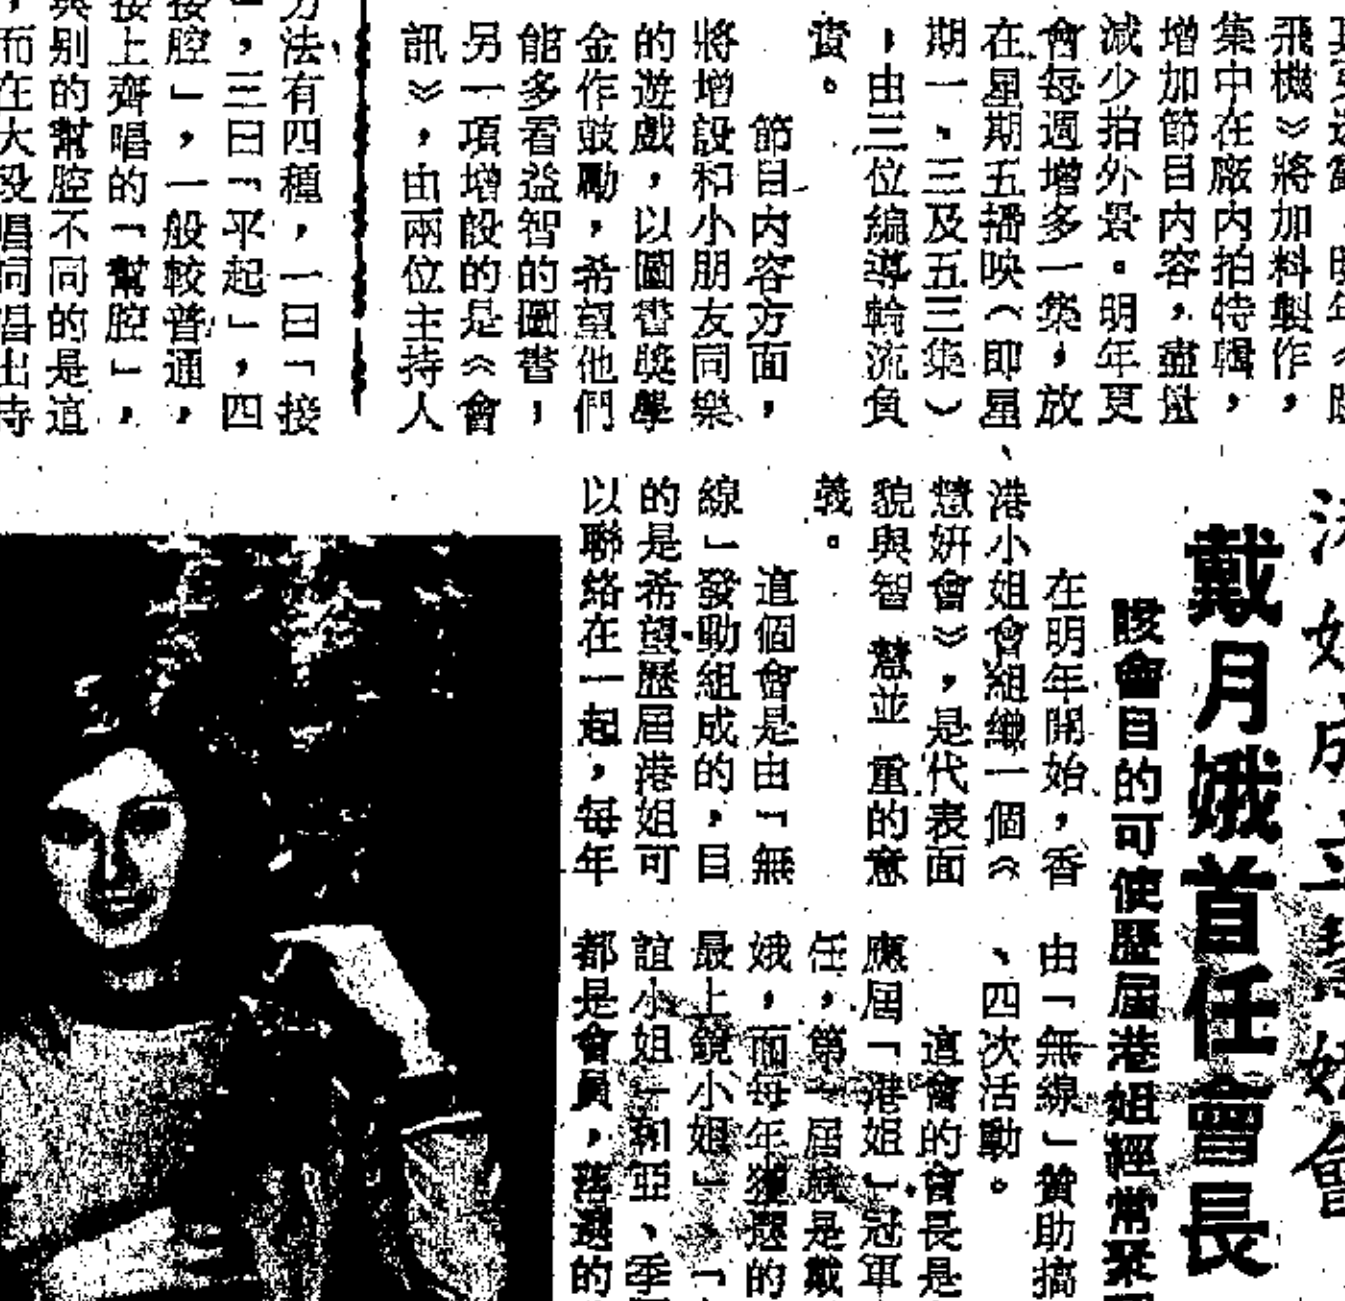 飛機》將加料製作，
集中在廠內拍特輯，
增加節目內容，盡量
減少拍外景。明年更
會每週增多一集，放
在星期五播映（即星
期一、三及五三集）
，由三位編導輪流負
責。
節目內容方面，
將增設和小朋友同樂
的遊戲，以圖書獎學
金作鼓勵，希望他們
能多看益智的圖書；
另一項增設的是《會
訊》，由兩位主持人
方法有四種，一曰「接
」，三曰「平起」，四
接腔」，一般較普通，
接上齊唱的「幫腔」，
與別的幫腔不同的是這
，而在大段唱詞唱出
戴月娥首任會長
該會目的可使歷屆港姐經常聚
在明年開始，香
港小姐會組織一個《
慧妍會》，是代表面
貌與智慧並重的意
義。
這個會是由「無
線」發動組成的，目
的是希望歷屆港姐可
以聯絡在一起，每年
由「無線」贊助搞
、四次活動。
這會的會長是
應屆「港姐」冠軍
任，第一屆就是戴
娥，而每年獲選的
最上鏡小姐」、「
誼小姐」和亞、季
都是會員，落選的